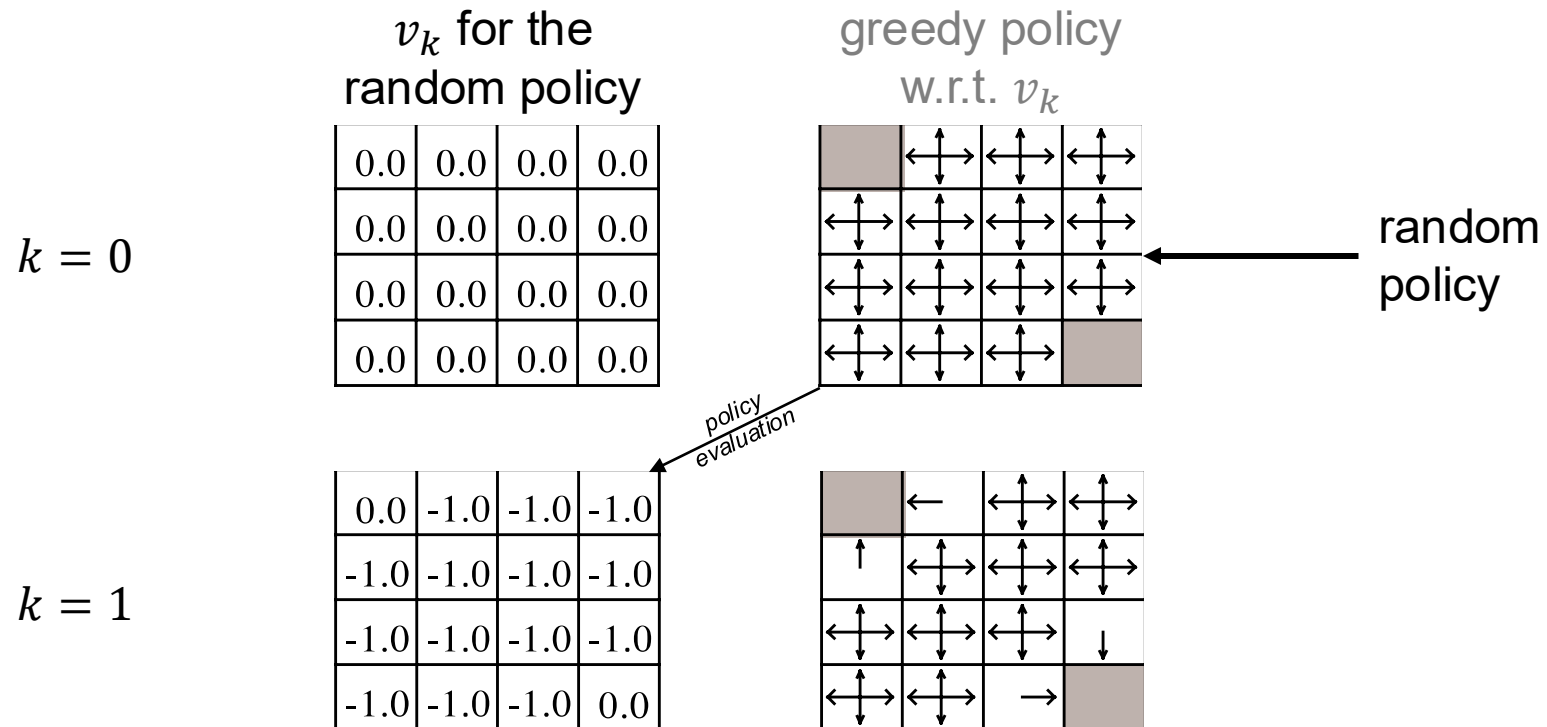 𝑣ₖ for the
random policy
greedy policy
w.r.t. 𝑣ₖ
𝑘 = 0
0.0 0.0 0.0 0.0
0.0 0.0 0.0 0.0
0.0 0.0 0.0 0.0
0.0 0.0 0.0 0.0
random
policy
policy
evaluation
𝑘 = 1
0.0 -1.0 -1.0 -1.0
-1.0 -1.0 -1.0 -1.0
-1.0 -1.0 -1.0 -1.0
-1.0 -1.0 -1.0 0.0